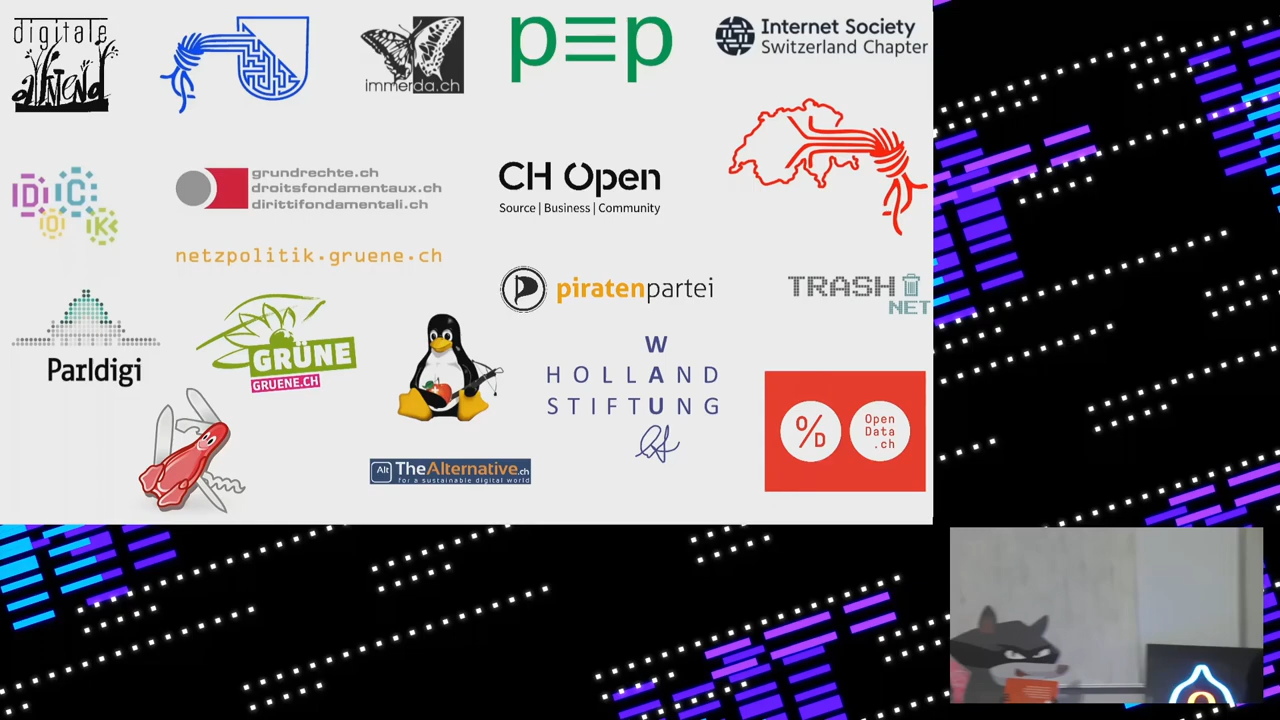 digitale
allmend
immerda.ch
p≡p
Internet Society
Switzerland Chapter
DIGIOIK
grundrechte.ch
droitsfondamentaux.ch
dirittifondamentali.ch
CH Open
Source | Business | Community
netzpolitik.gruene.ch
piratenpartei
TRASH
NET
Parldigi
GRÜNE
GRUENE.CH
W
HOLLAND
STIFTUNG
Alt
TheAlternative.ch
for a sustainable digital world
%D
Open
Data
.ch